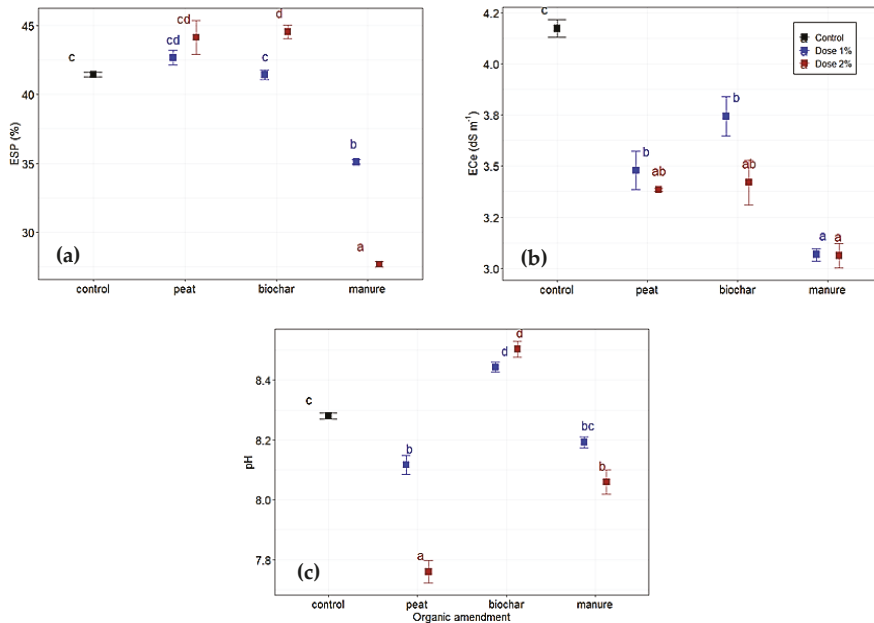 ESP (%)
45
40
35
30
c
cd
cd
c
d
b
a
(a)
control
peat
biochar
manure
ECe (dS m⁻¹)
4.2
4.0
3.8
3.5
3.2
3.0
c
b
ab
b
ab
a
a
Control
Dose 1%
Dose 2%
(b)
control
peat
biochar
manure
pH
8.4
8.2
8.0
7.8
c
b
a
d
d
bc
b
(c)
control
peat
biochar
manure
Organic amendment